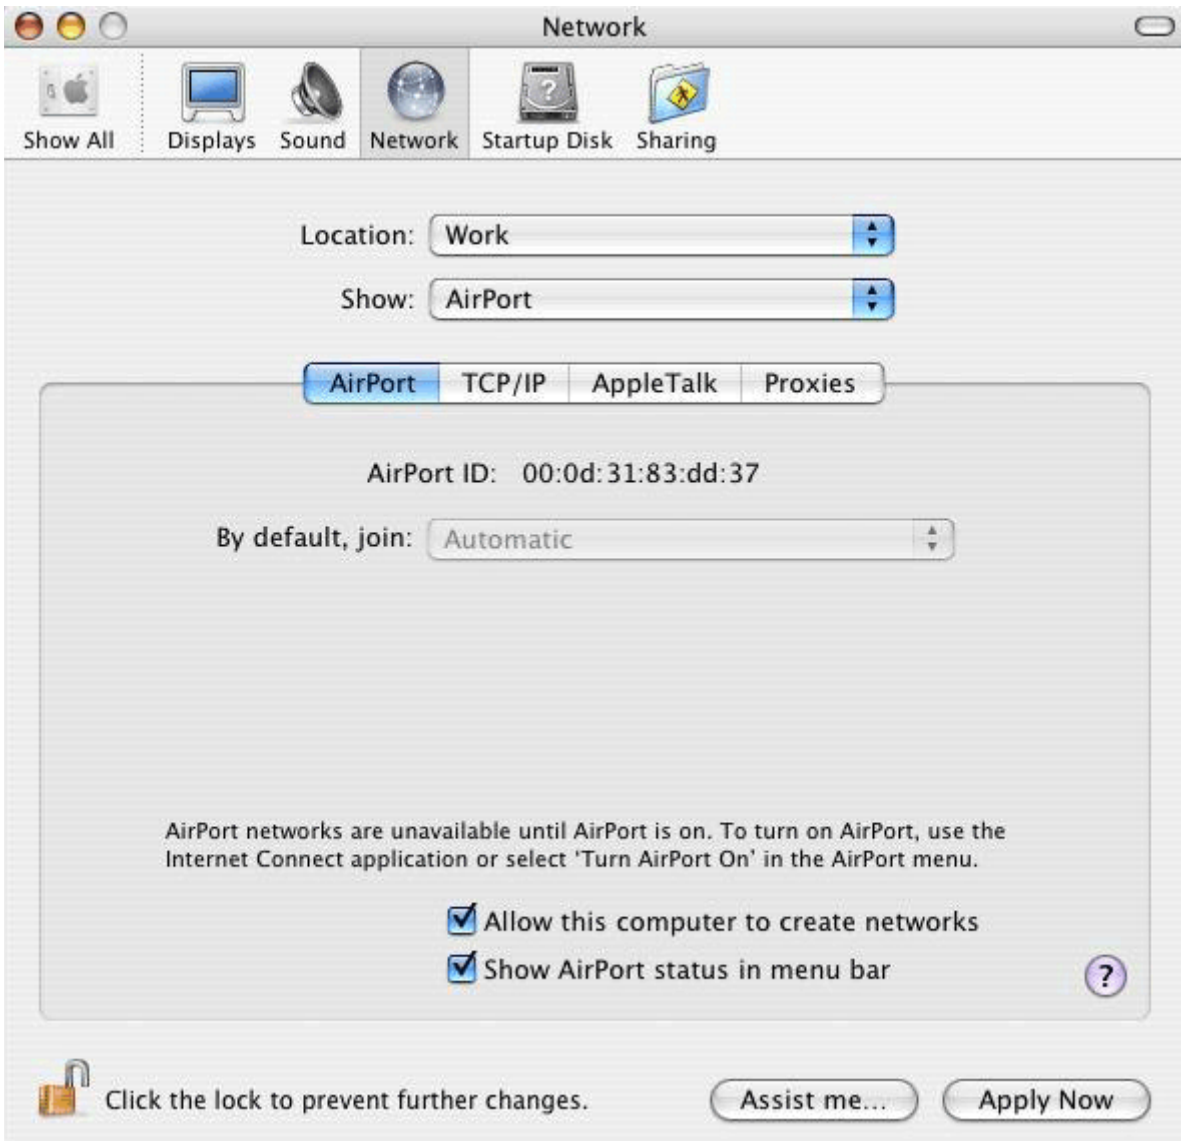 Network
Show All Displays Sound Network Startup Disk Sharing
Location: Work
Show: AirPort
AirPort TCP/IP AppleTalk Proxies
AirPort ID: 00:0d:31:83:dd:37
By default, join: Automatic
AirPort networks are unavailable until AirPort is on. To turn on AirPort, use the
Internet Connect application or select ‘Turn AirPort On’ in the AirPort menu.
Allow this computer to create networks
Show AirPort status in menu bar
?
Click the lock to prevent further changes. Assist me... Apply Now